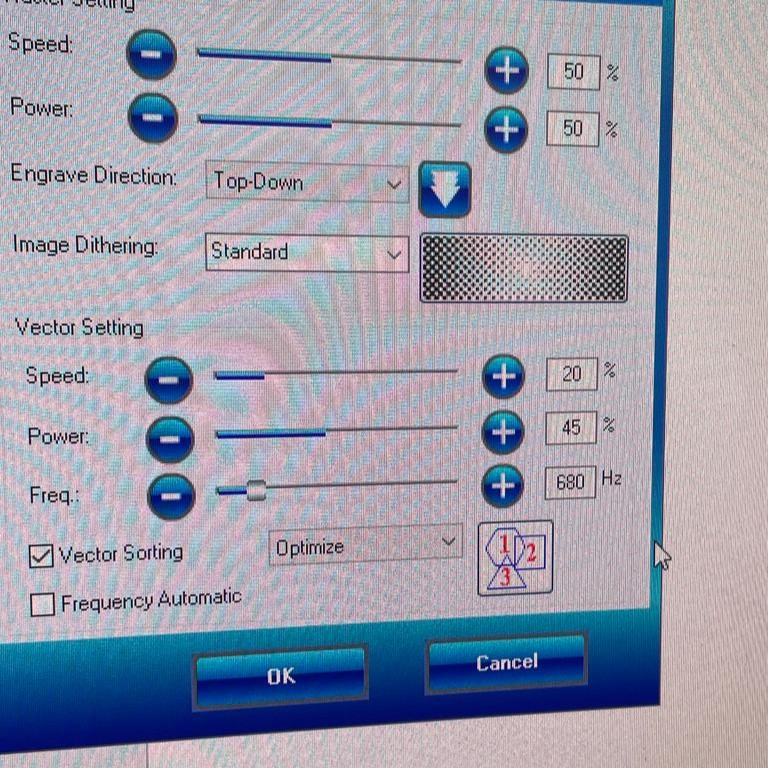 Setting
Speed: 50 %
Power: 50 %
Engrave Direction: Top-Down
Image Dithering: Standard
Vector Setting
Speed: 20 %
Power: 45 %
Freq.: 680 Hz
Vector Sorting Optimize 1 2 3
Frequency Automatic
OK Cancel